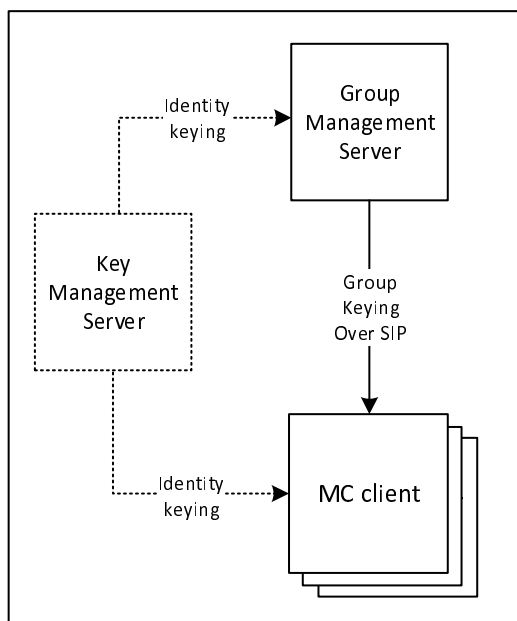 Identity
keying
Group
Management
Server
Key
Management
Server
Group
Keying
Over SIP
Identity
keying
MC client